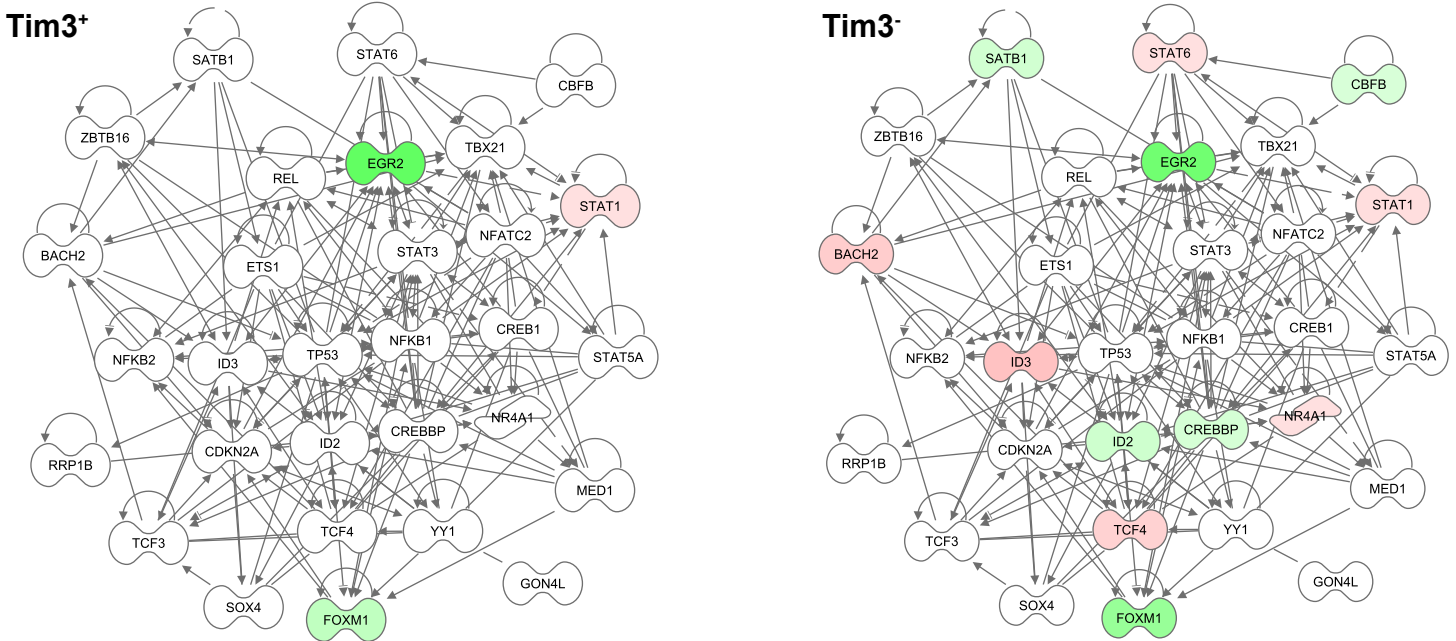 Tim3⁺
SATB1
STAT6
CBFB
ZBTB16
EGR2
TBX21
REL
STAT1
BACH2
ETS1
STAT3
NFATC2
NFKB2
ID3
TP53
NFKB1
CREB1
STAT5A
RRP1B
CDKN2A
ID2
CREBBP
NR4A1
MED1
TCF3
TCF4
YY1
GON4L
SOX4
FOXM1
Tim3⁻
SATB1
STAT6
CBFB
ZBTB16
EGR2
TBX21
REL
STAT1
BACH2
ETS1
STAT3
NFATC2
NFKB2
ID3
TP53
NFKB1
CREB1
STAT5A
RRP1B
CDKN2A
ID2
CREBBP
NR4A1
MED1
TCF3
TCF4
YY1
GON4L
SOX4
FOXM1